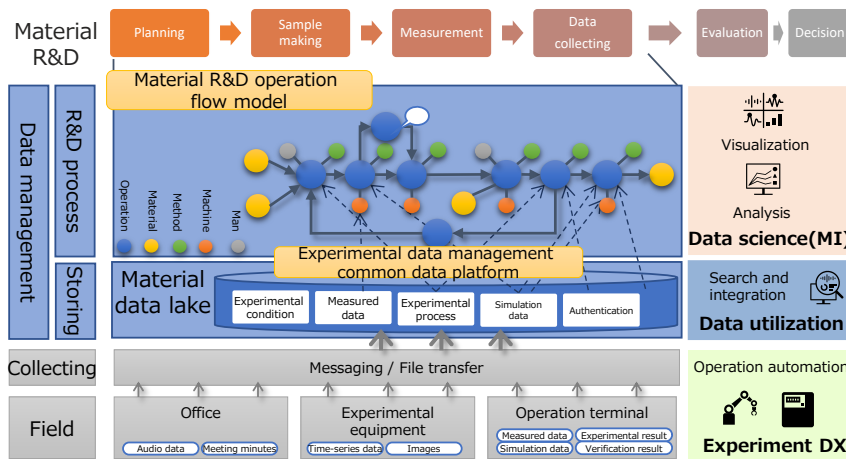 Material
R&D
Planning
Sample
making
Measurement
Data
collecting
Evaluation
Decision
Material R&D operation
flow model
Data management
R&D process
Operation
Material
Method
Machine
Man
Visualization
Analysis
Data science(MI)
Experimental data management
common data platform
Storing
Material
data lake
Experimental
condition
Measured
data
Experimental
process
Simulation
data
Authentication
Search and
integration
Data utilization
Collecting
Messaging / File transfer
Operation automation
Field
Office
Audio data
Meeting minutes
Experimental
equipment
Time-series data
Images
Operation terminal
Measured data
Experimental result
Simulation data
Verification result
Experiment DX